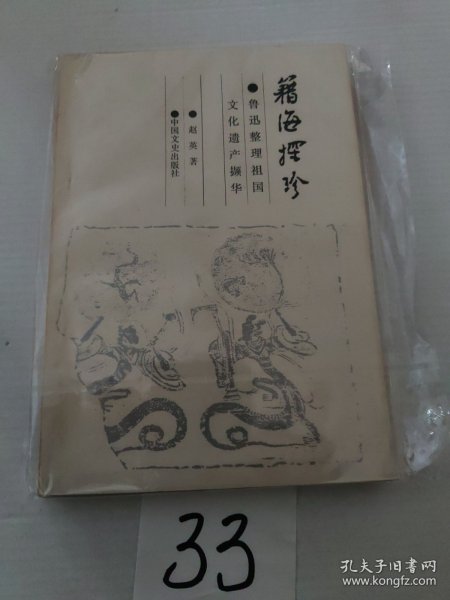 籍海探珍
●鲁迅整理祖国
文化遗产撷华
●赵英著
●中国文史出版社
33
孔夫子旧书网
www.kongfz.com